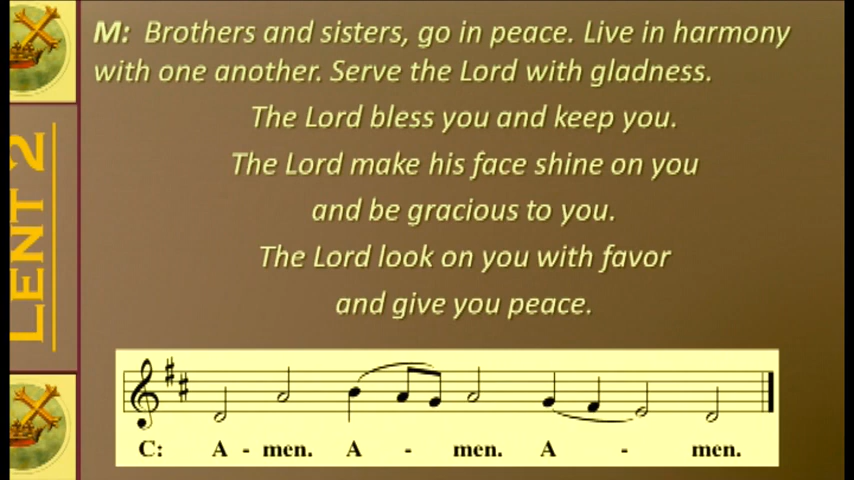 M: Brothers and sisters, go in peace. Live in harmony
with one another. Serve the Lord with gladness.
The Lord bless you and keep you.
The Lord make his face shine on you
and be gracious to you.
The Lord look on you with favor
and give you peace.
C: A - men. A - men. A - men.
LENT 2